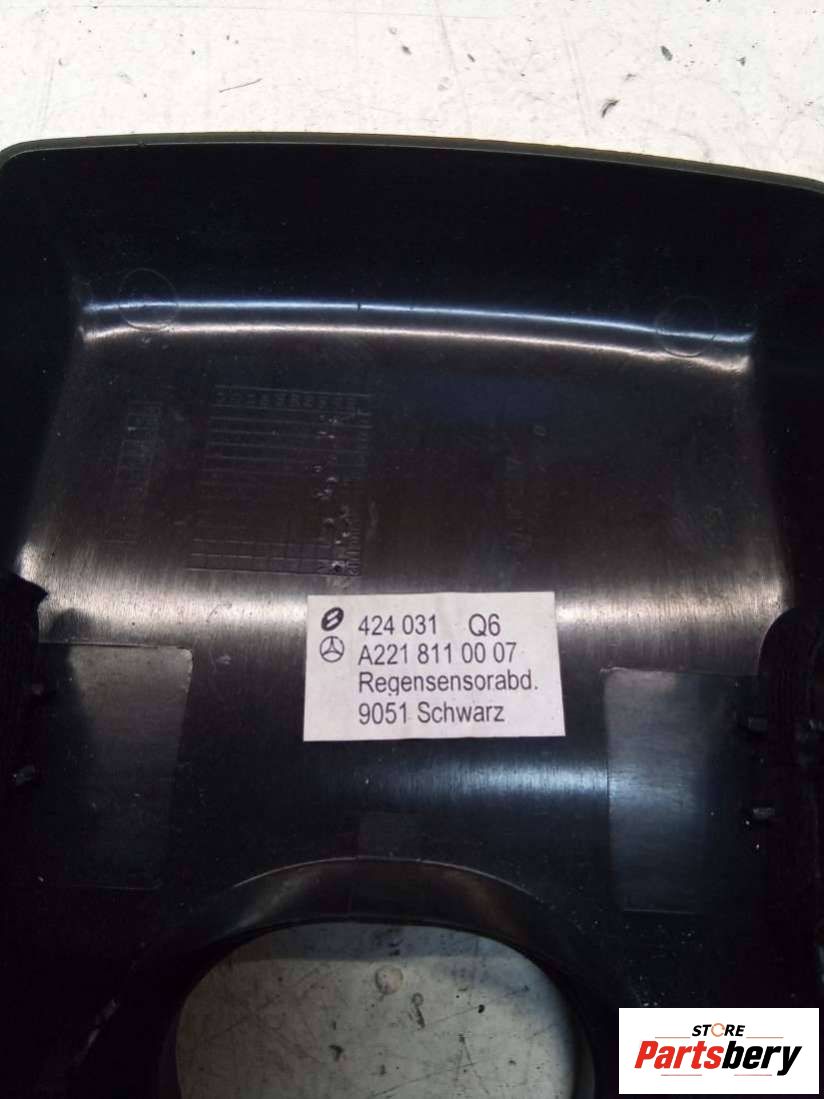 424 031 Q6
A221 811 00 07
Regensensorabd.
9051 Schwarz
STORE
Partsbery